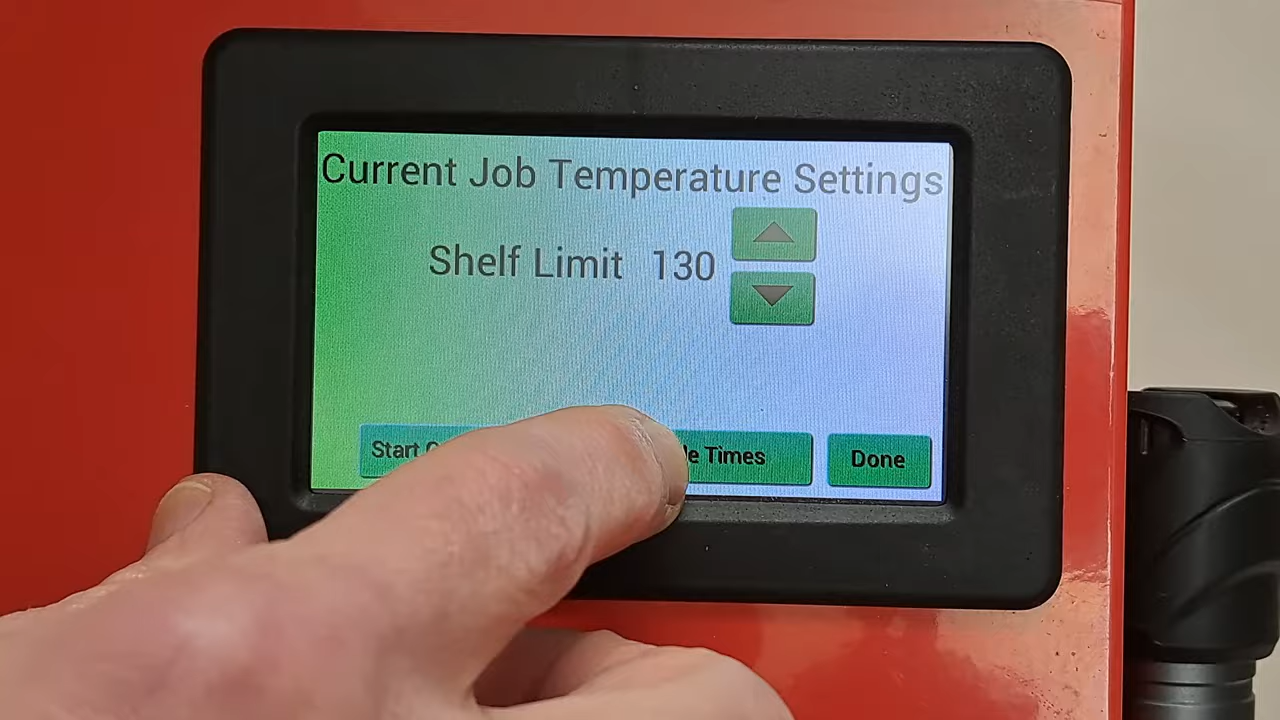 Current Job Temperature Settings
Shelf Limit 130
Start
Times
Done